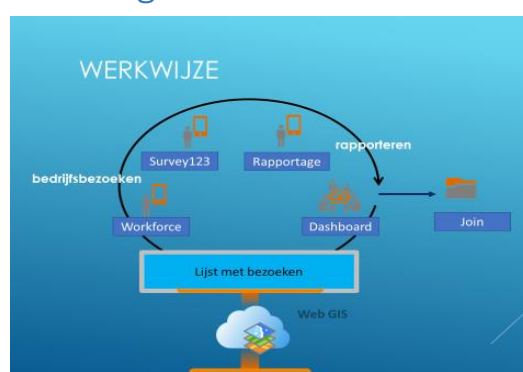 WERKWIJZE
Survey123
Rapportage
rapporteren
bedrijfsbezoeken
Workforce
Dashboard
Join
Lijst met bezoeken
Web GIS